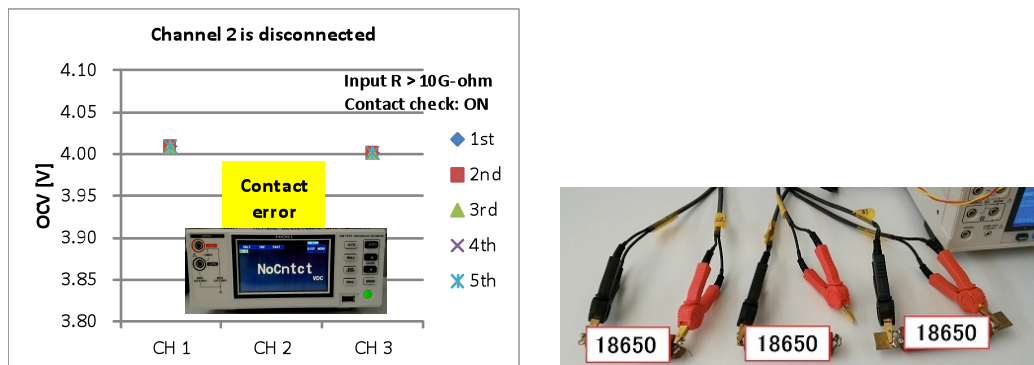 Channel 2 is disconnected
4.10
4.05
4.00
3.95
3.90
3.85
3.80
OCV [V]
Input R > 10G-ohm
Contact check: ON
1st
2nd
3rd
4th
5th
Contact
error
HIOKI
NoCntct
VDC
CH 1
CH 2
CH 3
18650
18650
18650